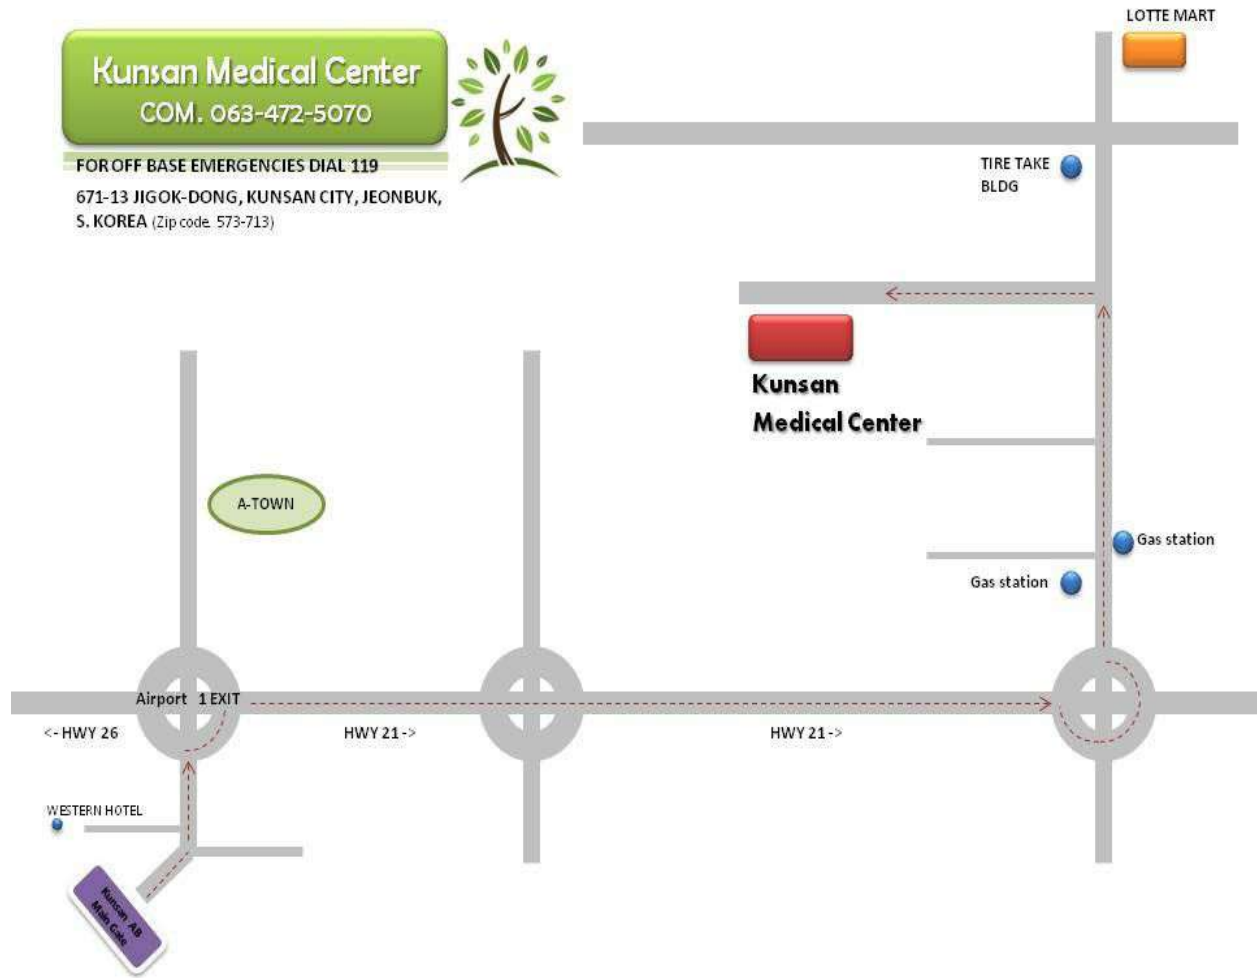 Kunsan Medical Center
COM. 063-472-5070
FOR OFF BASE EMERGENCIES DIAL 119
671-13 JIGOK-DONG, KUNSAN CITY, JEONBUK,
S. KOREA (Zip code. 573-713)
LOTTE MART
TIRE TAKE
BLDG
Kunsan
Medical Center
A-TOWN
Gas station
Gas station
Airport 1 EXIT
<- HWY 26
HWY 21 ->
HWY 21 ->
WESTERN HOTEL
Kunsan AB
Main Gate